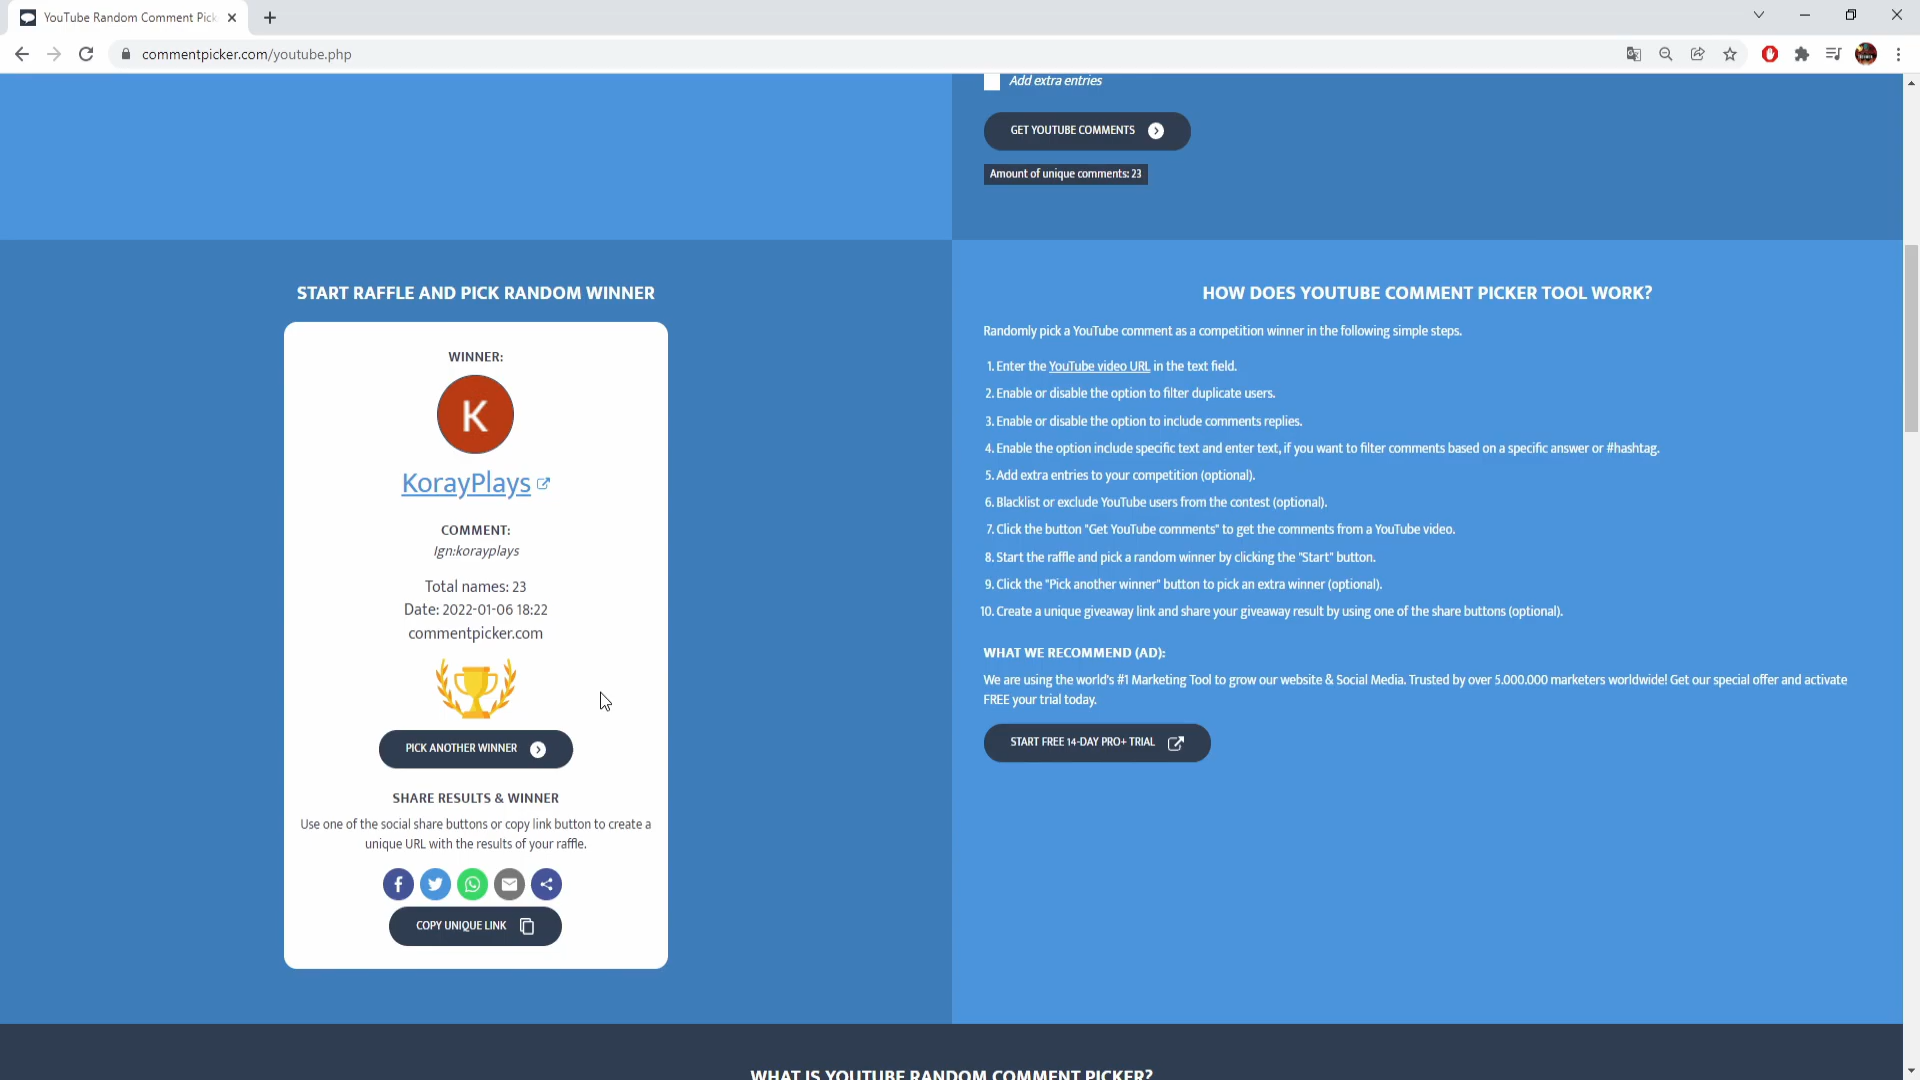 YouTube Random Comment Pick
commentpicker.com/youtube.php
Add extra entries
GET YOUTUBE COMMENTS
Amount of unique comments: 23
START RAFFLE AND PICK RANDOM WINNER
WINNER:
K
KorayPlays
COMMENT:
Ign:korayplays
Total names: 23
Date: 2022-01-06 18:22
commentpicker.com
PICK ANOTHER WINNER
SHARE RESULTS & WINNER
Use one of the social share buttons or copy link button to create a
unique URL with the results of your raffle.
COPY UNIQUE LINK
HOW DOES YOUTUBE COMMENT PICKER TOOL WORK?
Randomly pick a YouTube comment as a competition winner in the following simple steps.
1. Enter the YouTube video URL in the text field.
2. Enable or disable the option to filter duplicate users.
3. Enable or disable the option to include comments replies.
4. Enable the option include specific text and enter text, if you want to filter comments based on a specific answer or #hashtag.
5. Add extra entries to your competition (optional).
6. Blacklist or exclude YouTube users from the contest (optional).
7. Click the button "Get YouTube comments" to get the comments from a YouTube video.
8. Start the raffle and pick a random winner by clicking the "Start" button.
9. Click the "Pick another winner" button to pick an extra winner (optional).
10. Create a unique giveaway link and share your giveaway result by using one of the share buttons (optional).
WHAT WE RECOMMEND (AD):
We are using the world's #1 Marketing Tool to grow our website & Social Media. Trusted by over 5.000.000 marketers worldwide! Get our special offer and activate
FREE your trial today.
START FREE 14-DAY PRO+ TRIAL
WHAT IS YOUTUBE RANDOM COMMENT PICKER?